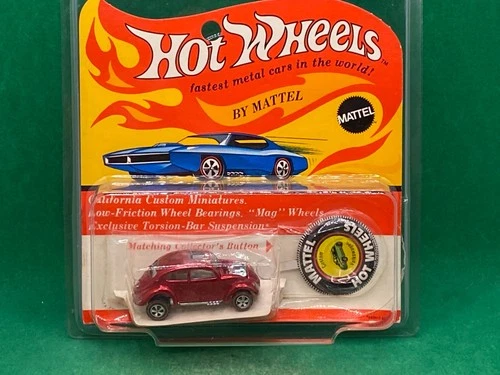 Hot Wheels™
fastest metal cars in the world!
BY MATTEL
MATTEL
California Custom Miniatures.
Low-Friction Wheel Bearings, "Mag" Wheels
Exclusive Torsion-Bar Suspension
Matching Collector's Button
MATTEL
HOT WHEELS